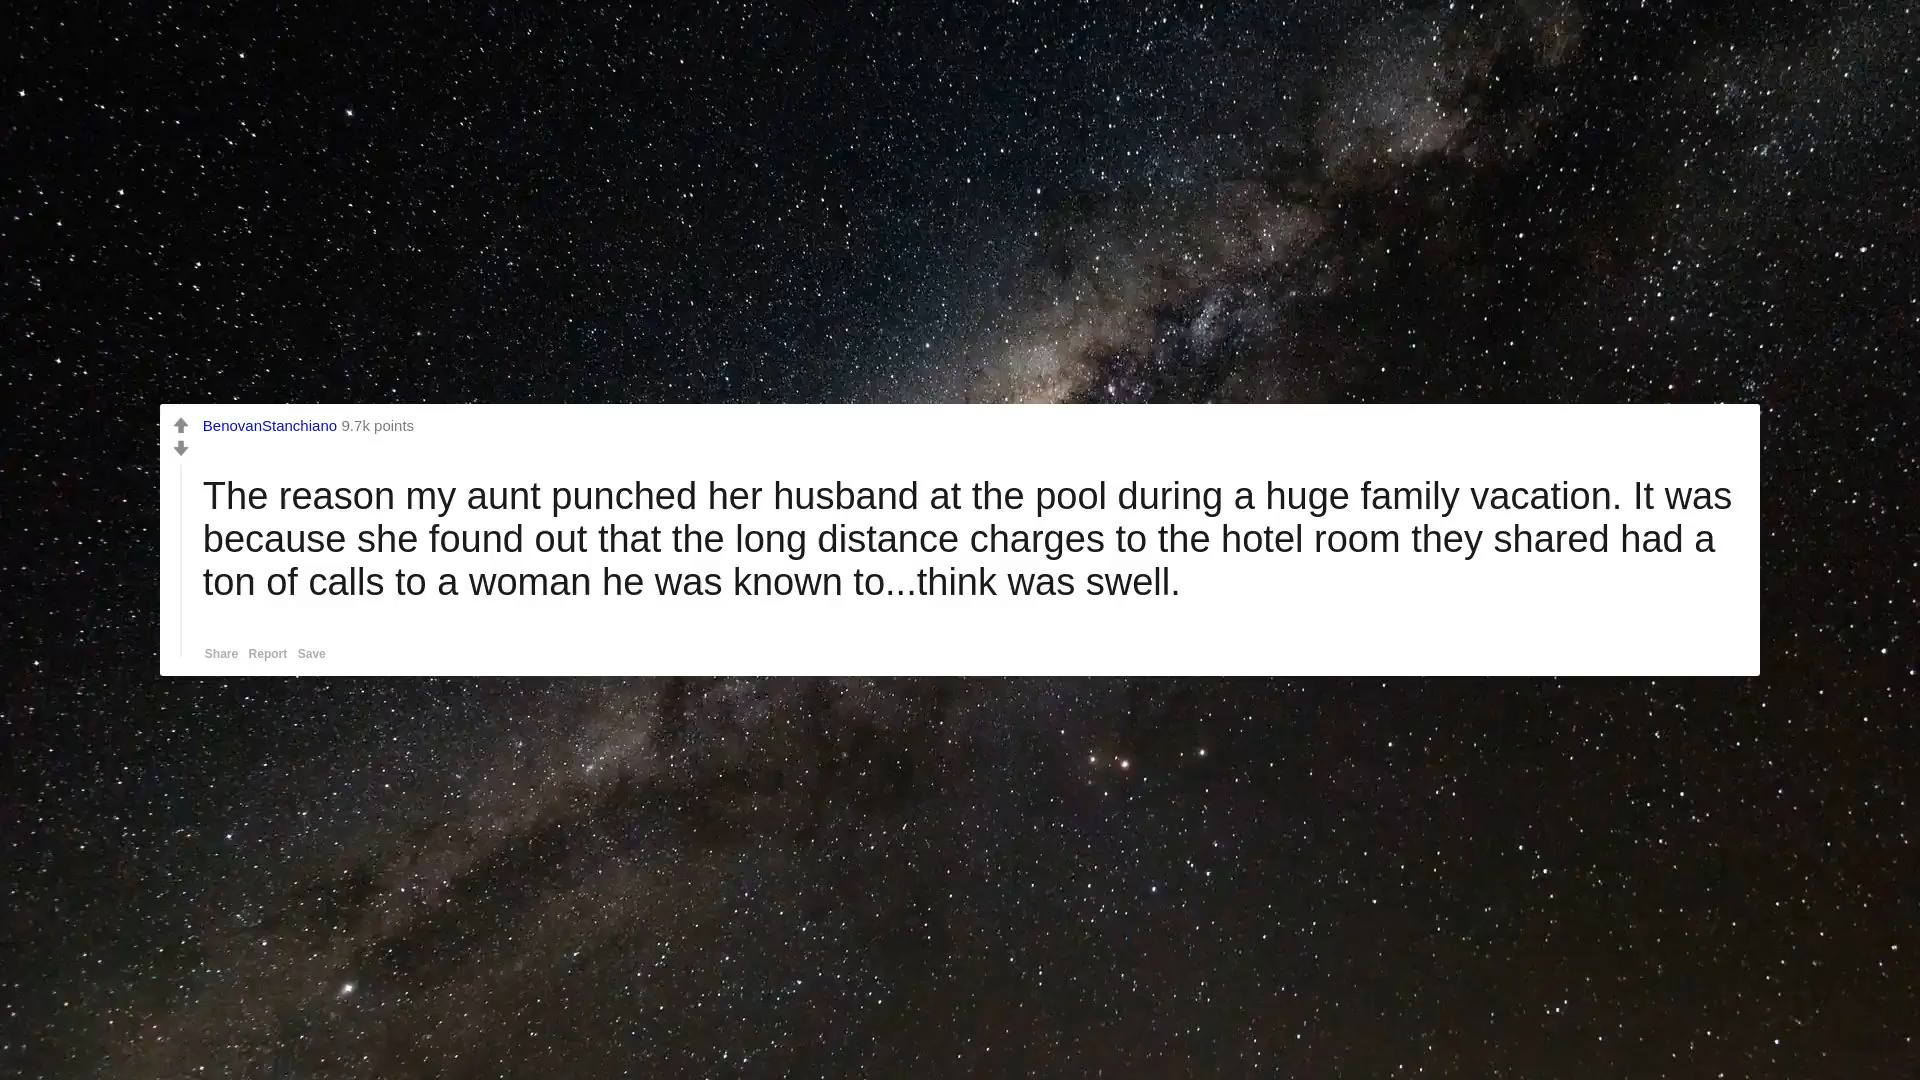 BenovanStanchiano 9.7k points
The reason my aunt punched her husband at the pool during a huge family vacation. It was
because she found out that the long distance charges to the hotel room they shared had a
ton of calls to a woman he was known to...think was swell.
Share Report Save